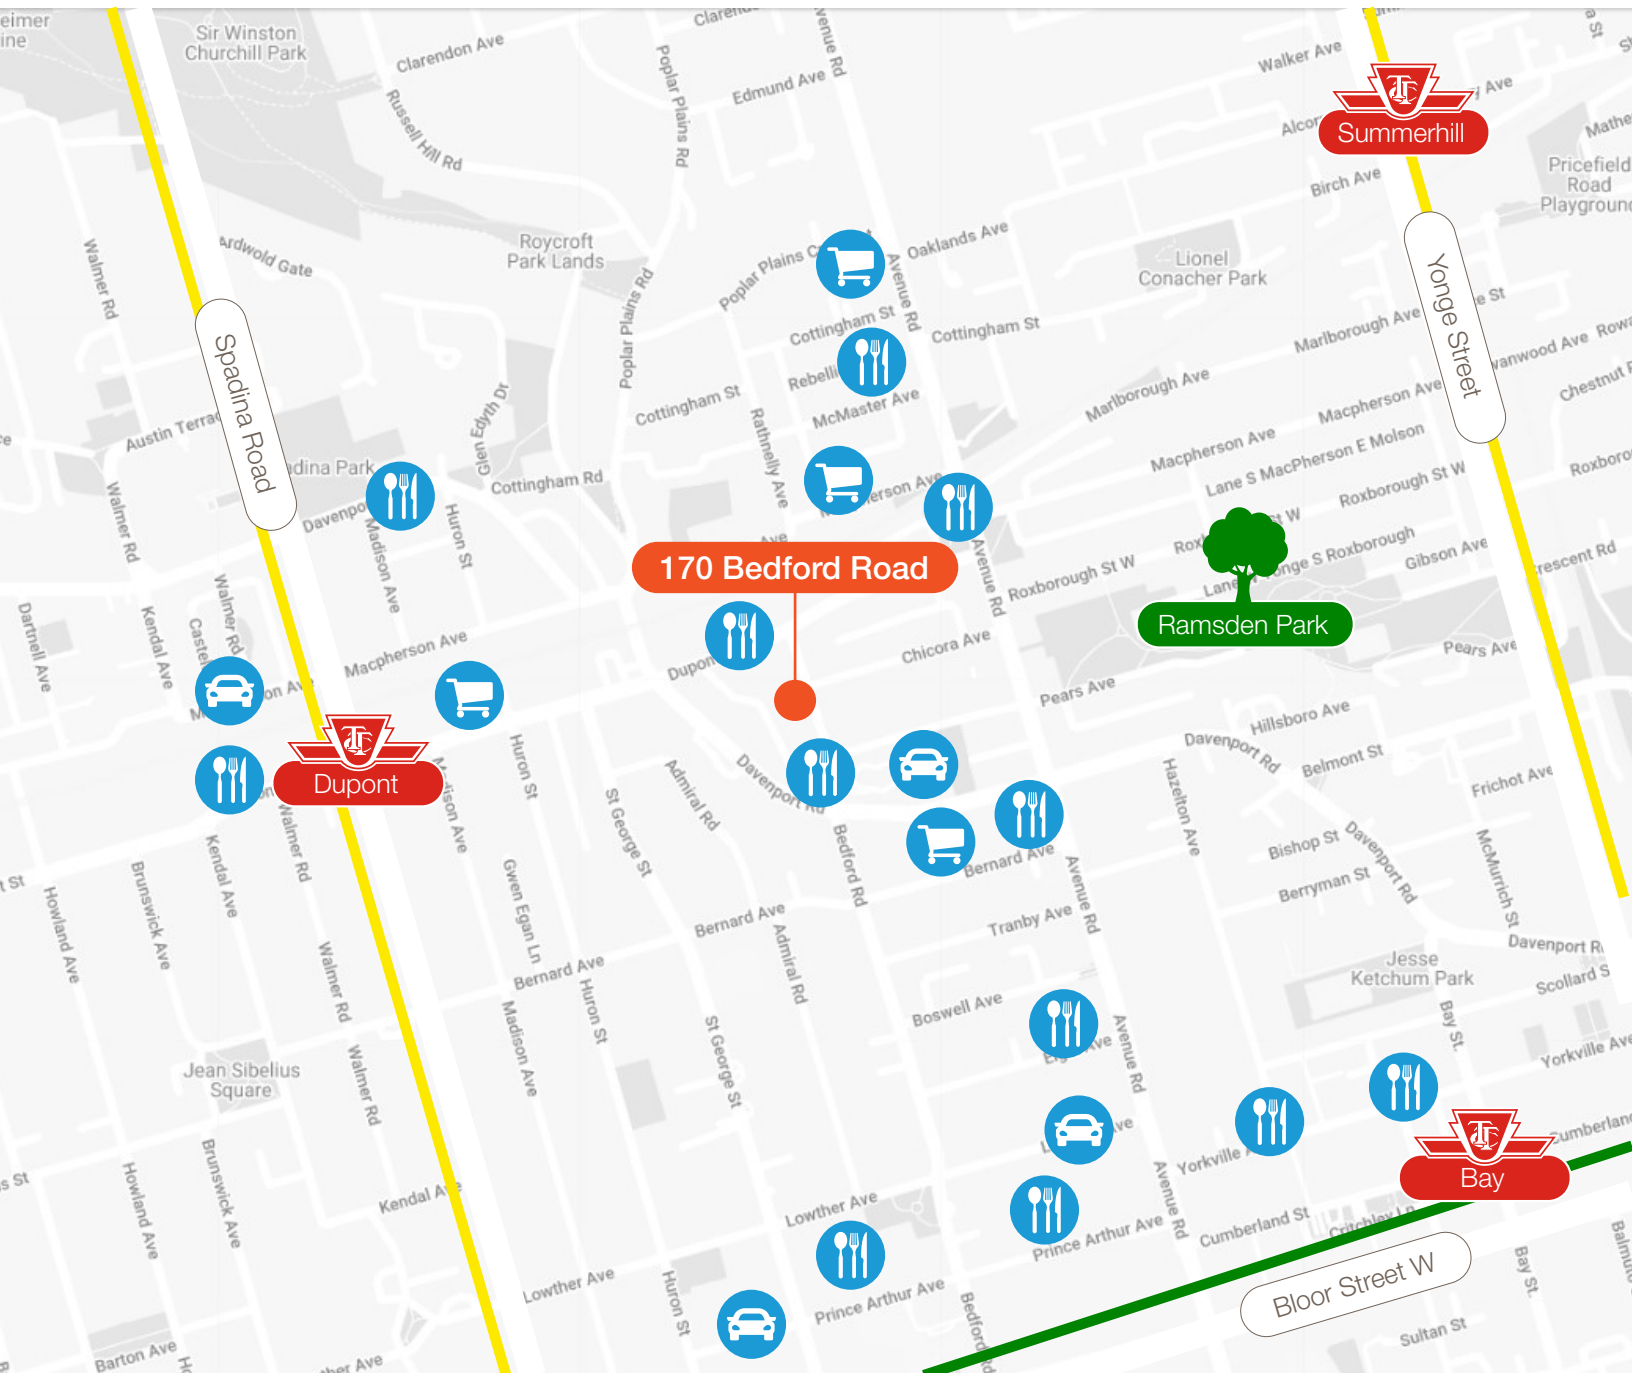 eimer
ine
Sir Winston
Churchill Park
Clarendon Ave
Russell Hill Rd
Poplar Plains Rd
Edmund Ave
Walker Ave
Summerhill
Birch Ave
Pricefield
Road
Playground
Walmer Rd
Ardwold Gate
Roycroft
Park Lands
Poplar Plains Rd
Oaklands Ave
Avenue Rd
Lionel
Conacher Park
Cottingham St
Cottingham St
Marlborough Ave
Yonge Street
Spadina Road
Glen Edyth Dr
Cottingham St
Rathnelly Ave
McMaster Ave
Marlborough Ave
Macpherson Ave
Macpherson Ave
Lane S MacPherson E Molson
Roxborough St W
Cottingham Rd
Walmer Rd
Madison Ave
Huron St
170 Bedford Road
Avenue Rd
Roxborough St W
Gibson Ave
Ramsden Park
Dartnell Ave
Kendal Ave
Walmer Rd
Macpherson Ave
Chicora Ave
Pears Ave
Pears Ave
Hillsboro Ave
Davenport Rd
Belmont St
Frichot Ave
Dupont
Huron St
St George St
Admiral Rd
Davenport Rd
Bedford Rd
Bernard Ave
Avenue Rd
Hazelton Ave
Bishop St
Berryman St
Davenport Rd
McMurrich St
Howland Ave
Brunswick Ave
Kendal Ave
Walmer Rd
Gwen Egan Ln
Bernard Ave
Bernard Ave
Admiral Rd
Tranby Ave
Jesse
Ketchum Park
Walmer Rd
Madison Ave
Huron St
St George St
Boswell Ave
Avenue Rd
Bay St.
Yorkville Ave
Jean Sibelius
Square
Walmer Rd
Howland Ave
Brunswick Ave
Kendal Ave
Lowther Ave
Lowther Ave
Prince Arthur Ave
Prince Arthur Ave
Avenue Rd
Cumberland St
Bay
Bloor Street W
Huron St
Bedford Rd
Bay St.
Sultan St
Barton Ave